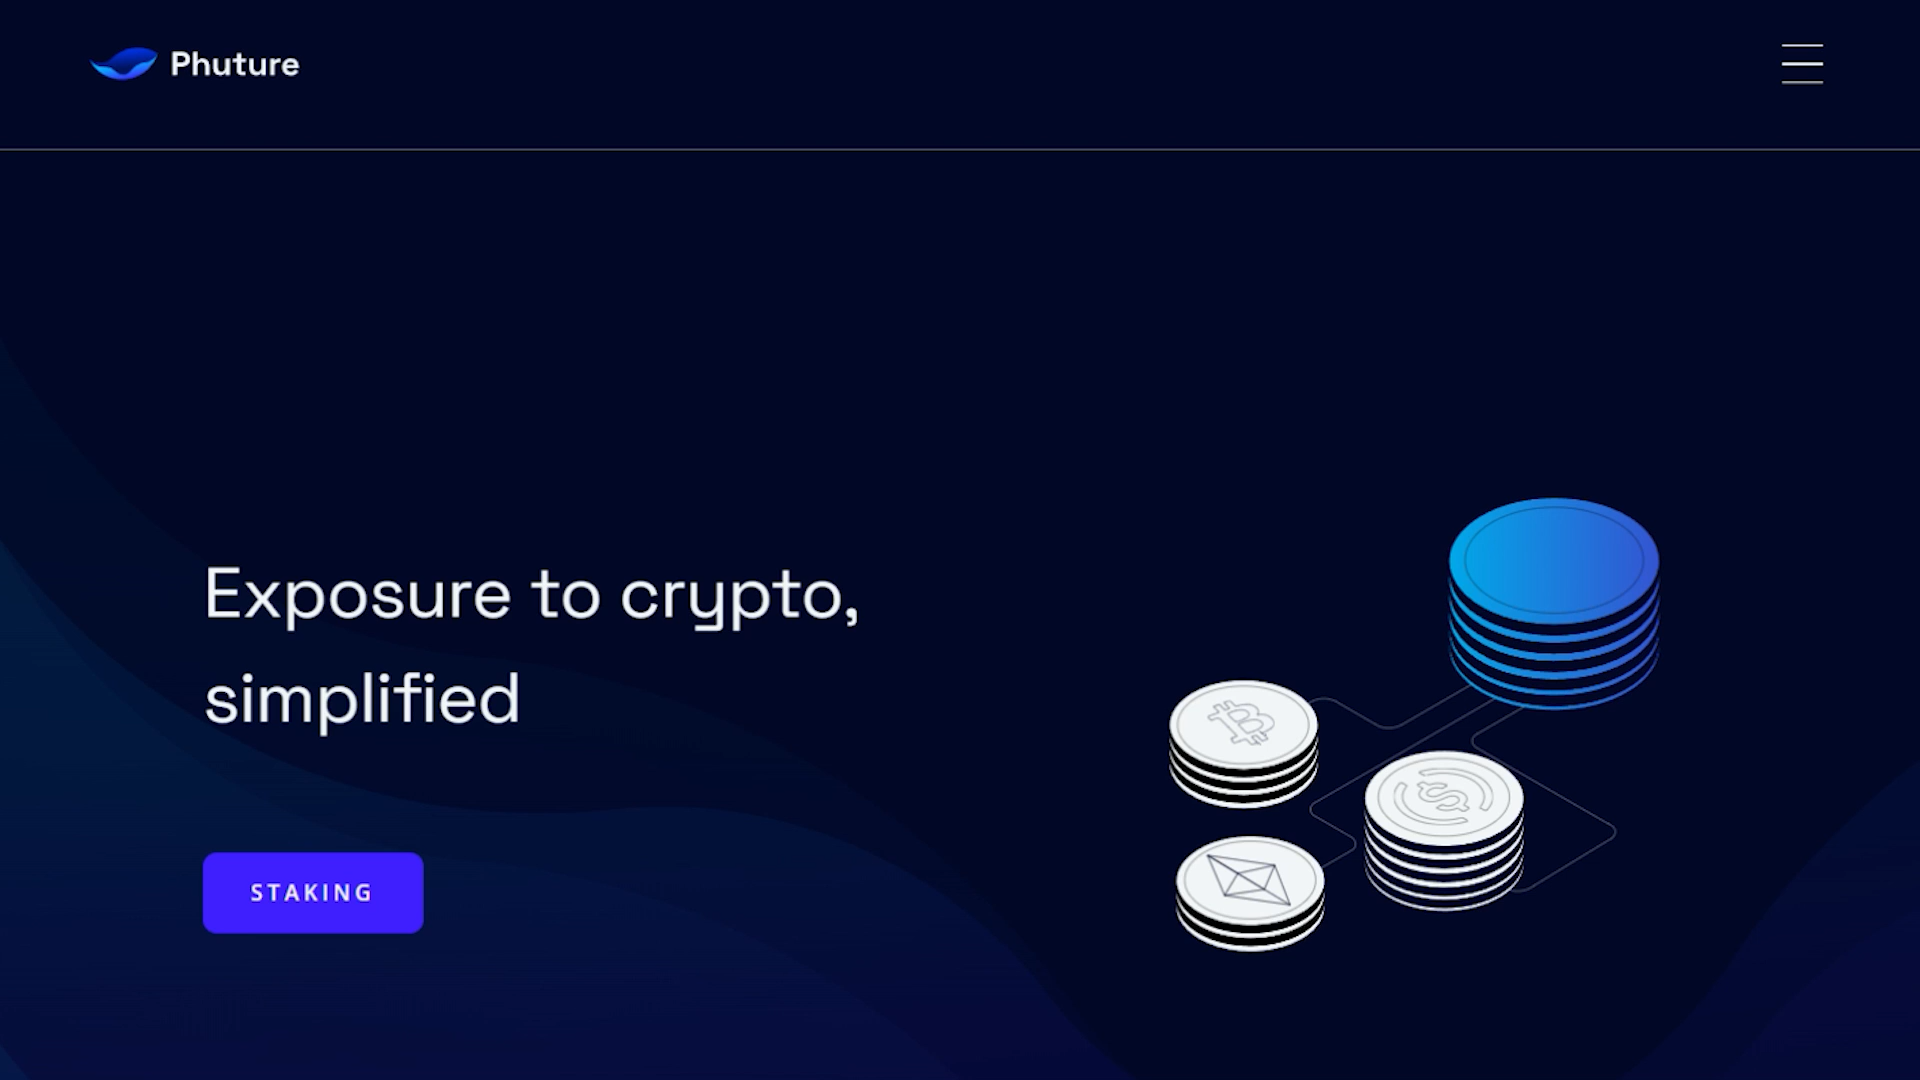 Phuture
Exposure to crypto,
simplified
STAKING